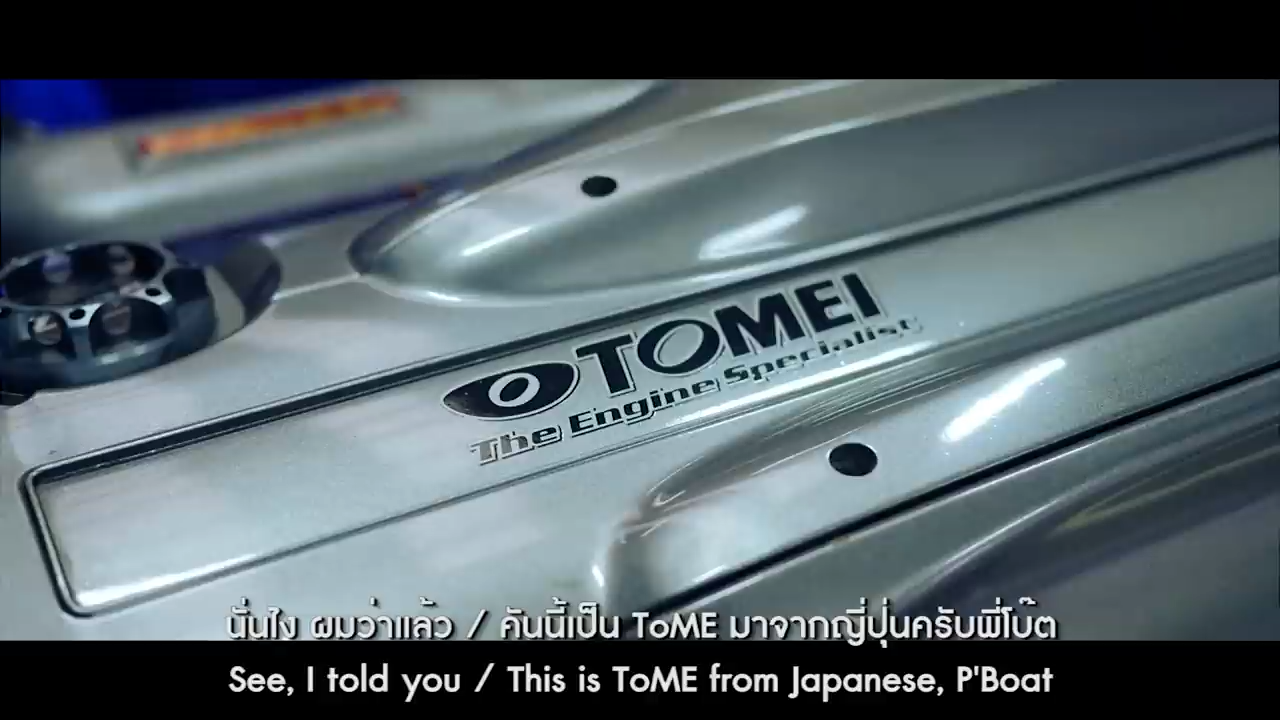 TOMEI
The Engine Specialist
นั่นไง ผมว่าแล้ว / คันนี้เป็น ToME มาจากญี่ปุ่นครับพี่โบ๊ต
See, I told you / This is ToME from Japanese, P'Boat